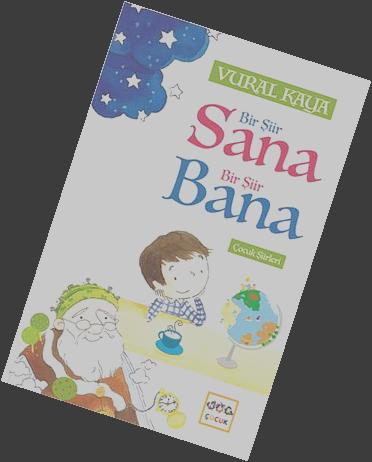 VURAL KAYA
Bir Şiir
Sana
Bir Şiir
Bana
Çocuk Şiirleri
ÇOCUK